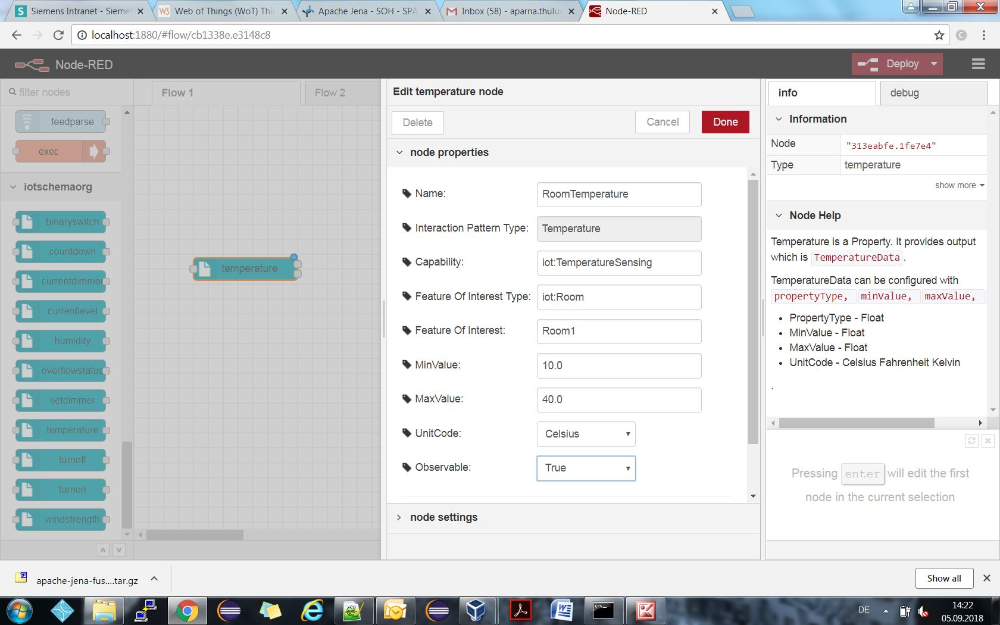 Siemens Intranet - Sieme
Web of Things (WoT) Thi
Apache Jena - SOH - SPA
Inbox (58) - aparna.thulu
Node-RED
localhost:1880/#flow/cb1338e.e3148c8
Node-RED
Deploy
filter nodes
Flow 1
Flow 2
feedparse
exec
iotschemaorg
binaryswitch
countdown
currentdimmer
currentlevel
humidity
overflowstatus
setdimmer
temperature
turnoff
turnon
windstrength
temperature
Edit temperature node
Delete
Cancel
Done
node properties
Name: RoomTemperature
Interaction Pattern Type: Temperature
Capability: iot:TemperatureSensing
Feature Of Interest Type: iot:Room
Feature Of Interest: Room1
MinValue: 10.0
MaxValue: 40.0
UnitCode: Celsius
Observable: True
node settings
info
debug
Information
Node "313eabfe.1fe7e4"
Type temperature
show more
Node Help
Temperature is a Property. It provides output
which is TemperatureData .
TemperatureData can be configured with
propertyType, minValue, maxValue,
• PropertyType - Float
• MinValue - Float
• MaxValue - Float
• UnitCode - Celsius Fahrenheit Kelvin
.
Pressing enter will edit the first
node in the current selection
apache-jena-fus....tar.gz
Show all
DE
14:22
05.09.2018